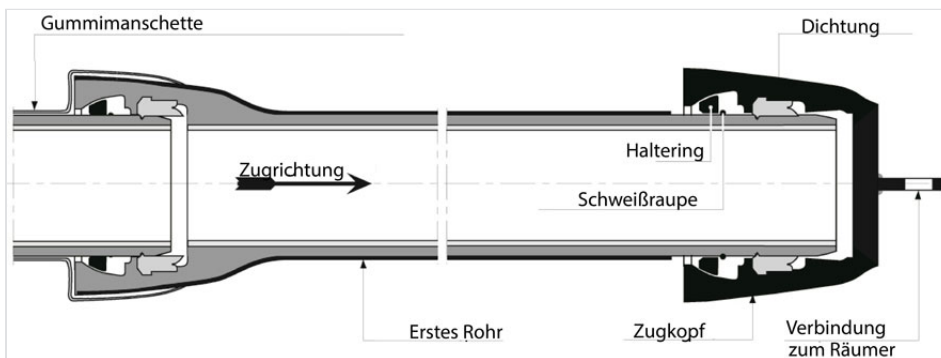 Gummimanschette
Dichtung
Haltering
Zugrichtung
Schweißraupe
Erstes Rohr
Zugkopf
Verbindung
zum Räumer